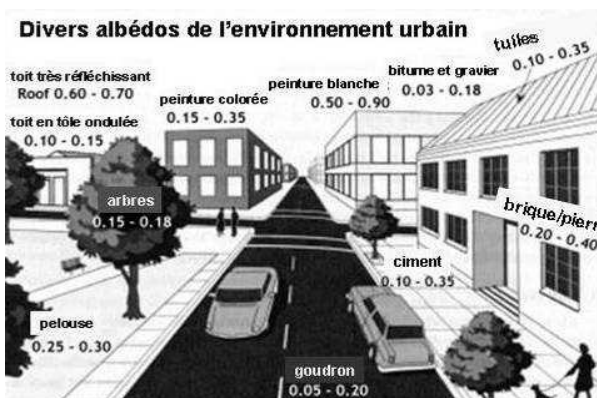 Divers albédos de l'environnement urbain
toit très réfléchissant
Roof 0.60 - 0.70
toit en tôle ondulée
0.10 - 0.15
peinture colorée
0.15 - 0.35
peinture blanche
0.50 - 0.90
bitume et gravier
0.03 - 0.18
tuiles
0.10 - 0.35
arbres
0.15 - 0.18
brique/pierr
0.20 - 0.40
ciment
0.10 - 0.35
pelouse
0.25 - 0.30
goudron
0.05 - 0.20